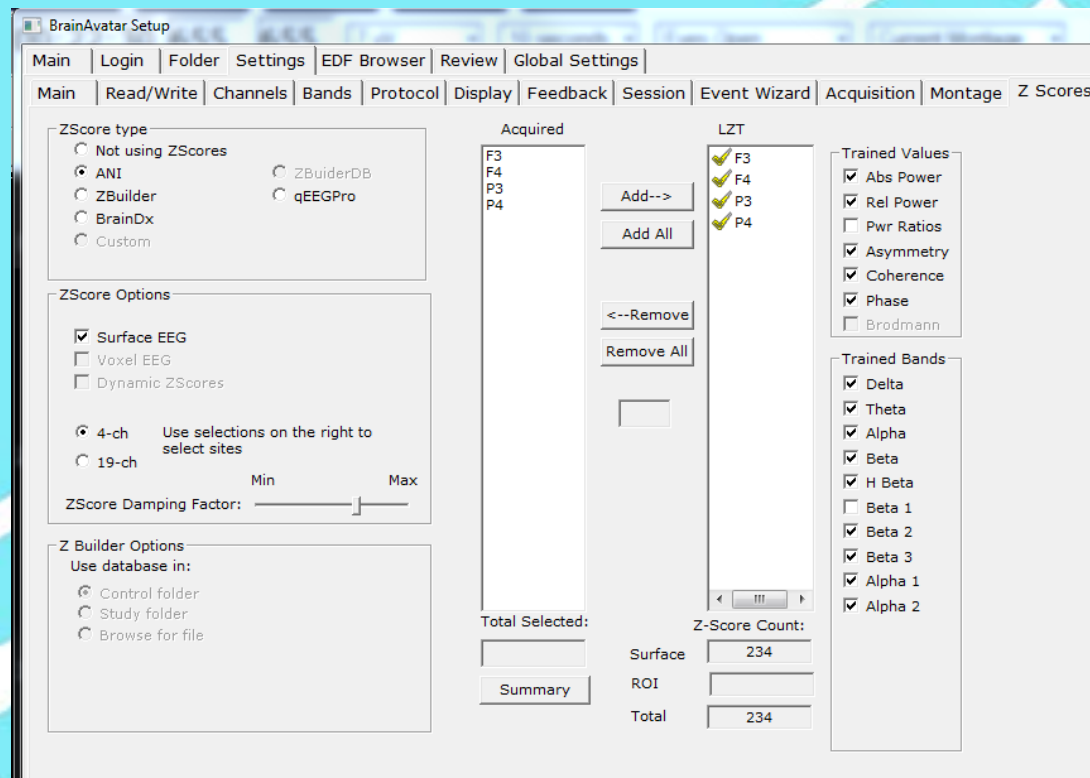 BrainAvatar Setup
Main Login Folder Settings EDF Browser Review Global Settings
Main Read/Write Channels Bands Protocol Display Feedback Session Event Wizard Acquisition Montage Z Scores
ZScore type
Not using ZScores
ANI
ZBuiderDB
ZBuilder
qEEGPro
BrainDx
Custom
ZScore Options
Surface EEG
Voxel EEG
Dynamic ZScores
4-ch
Use selections on the right to
select sites
19-ch
Min Max
ZScore Damping Factor:
Z Builder Options
Use database in:
Control folder
Study folder
Browse for file
Acquired
F3
F4
P3
P4
Total Selected:
Summary
Add-->
Add All
<--Remove
Remove All
LZT
F3
F4
P3
P4
Z-Score Count:
Surface 234
ROI
Total 234
Trained Values
Abs Power
Rel Power
Pwr Ratios
Asymmetry
Coherence
Phase
Brodmann
Trained Bands
Delta
Theta
Alpha
Beta
H Beta
Beta 1
Beta 2
Beta 3
Alpha 1
Alpha 2